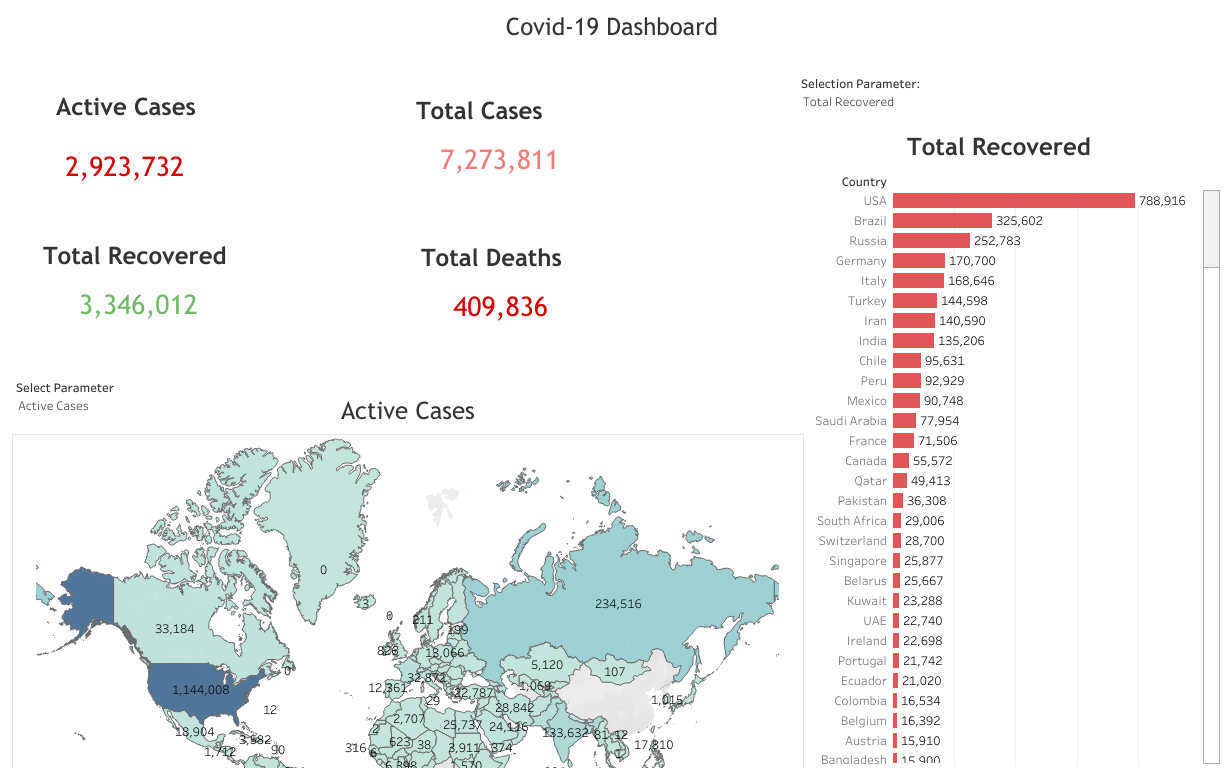 Covid-19 Dashboard
Active Cases
2,923,732
Total Cases
7,273,811
Total Recovered
3,346,012
Total Deaths
409,836
Select Parameter
Active Cases
Active Cases
0
3
0
211
199
234,516
33,184
826
13,066
5,120
107
0
32,872
1,144,008
12,361
22,787
1,069
29
28,842
1,015
12
2,707
25,737
24,116
18,904
2
133,632
81
12
3,582
623
38
1,712
90
316
6
3,911
374
17,810
6,398
1,570
Selection Parameter:
Total Recovered
Total Recovered
Country
USA 788,916
Brazil 325,602
Russia 252,783
Germany 170,700
Italy 168,646
Turkey 144,598
Iran 140,590
India 135,206
Chile 95,631
Peru 92,929
Mexico 90,748
Saudi Arabia 77,954
France 71,506
Canada 55,572
Qatar 49,413
Pakistan 36,308
South Africa 29,006
Switzerland 28,700
Singapore 25,877
Belarus 25,667
Kuwait 23,288
UAE 22,740
Ireland 22,698
Portugal 21,742
Ecuador 21,020
Colombia 16,534
Belgium 16,392
Austria 15,910
Bangladesh 15,900